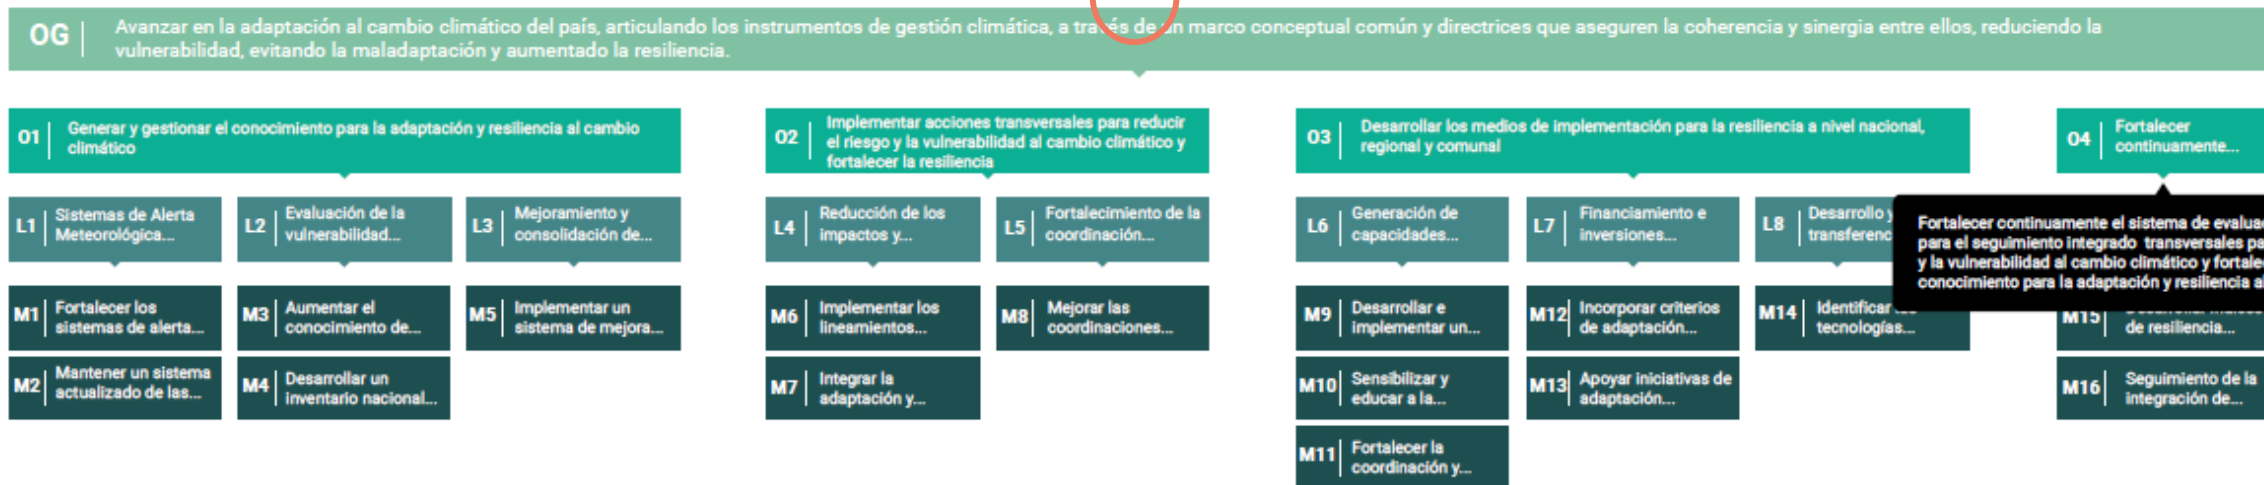 OG
Avanzar en la adaptación al cambio climático del país, articulando los instrumentos de gestión climática, a través de un marco conceptual común y directrices que aseguren la coherencia y sinergia entre ellos, reduciendo la
vulnerabilidad, evitando la maladaptación y aumentado la resiliencia.
O1
Generar y gestionar el conocimiento para la adaptación y resiliencia al cambio
climático
O2
Implementar acciones transversales para reducir
el riesgo y la vulnerabilidad al cambio climático y
fortalecer la resiliencia
O3
Desarrollar los medios de implementación para la resiliencia a nivel nacional,
regional y comunal
O4
Fortalecer
continuamente...
L1
Sistemas de Alerta
Meteorológica...
L2
Evaluación de la
vulnerabilidad...
L3
Mejoramiento y
consolidación de...
L4
Reducción de los
impactos y...
L5
Fortalecimiento de la
coordinación...
L6
Generación de
capacidades...
L7
Financiamiento e
inversiones...
L8
Desarrollo y
transferenc
Fortalecer continuamente el sistema de evaluac
para el seguimiento integrado transversales pa
y la vulnerabilidad al cambio climático y fortalec
conocimiento para la adaptación y resiliencia al
M1
Fortalecer los
sistemas de alerta...
M3
Aumentar el
conocimiento de...
M5
Implementar un
sistema de mejora...
M6
Implementar los
lineamientos...
M8
Mejorar las
coordinaciones...
M9
Desarrollar e
implementar un...
M12
Incorporar criterios
de adaptación...
M14
Identificar
tecnologías...
M15
de resiliencia...
M2
Mantener un sistema
actualizado de las...
M4
Desarrollar un
inventario nacional...
M7
Integrar la
adaptación y...
M10
Sensibilizar y
educar a la...
M13
Apoyar iniciativas de
adaptación...
M16
Seguimiento de la
integración de...
M11
Fortalecer la
coordinación y...